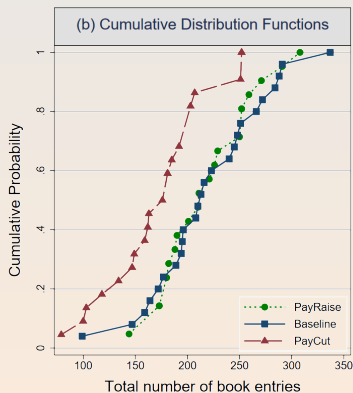 (b) Cumulative Distribution Functions
Cumulative Probability
1
.8
.6
.4
.2
0
50
100
150
200
250
300
350
Total number of book entries
PayRaise
Baseline
PayCut